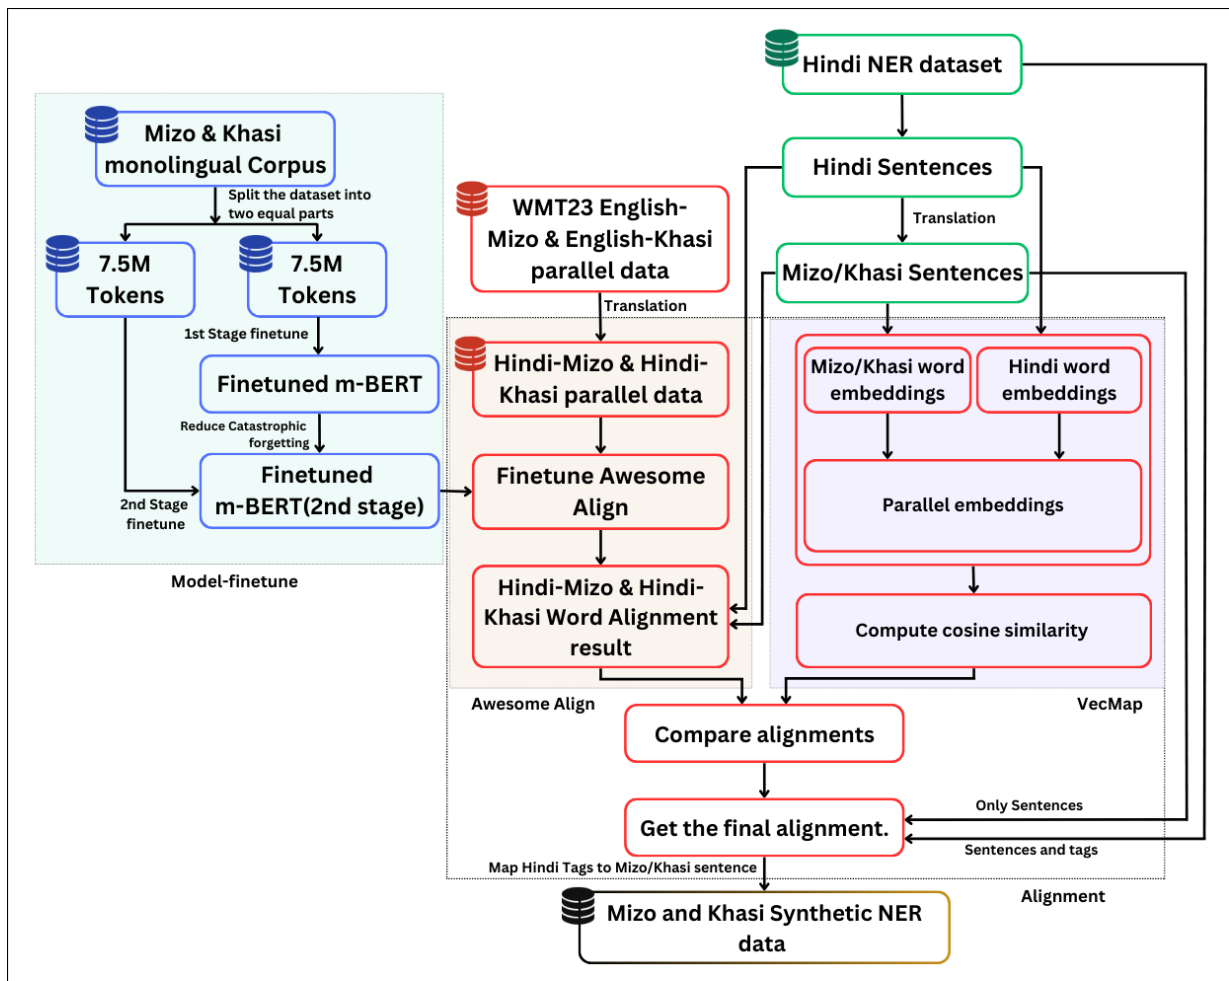 Hindi NER dataset
Hindi Sentences
Translation
Mizo/Khasi Sentences
Mizo & Khasi
monolingual Corpus
Split the dataset into
two equal parts
7.5M
Tokens
7.5M
Tokens
1st Stage finetune
Finetuned m-BERT
Reduce Catastrophic
forgetting
Finetuned
m-BERT(2nd stage)
2nd Stage
finetune
Model-finetune
WMT23 English-
Mizo & English-Khasi
parallel data
Translation
Hindi-Mizo & Hindi-
Khasi parallel data
Finetune Awesome
Align
Hindi-Mizo & Hindi-
Khasi Word Alignment
result
Awesome Align
Mizo/Khasi word
embeddings
Hindi word
embeddings
Parallel embeddings
Compute cosine similarity
VecMap
Compare alignments
Get the final alignment.
Only Sentences
Sentences and tags
Map Hindi Tags to Mizo/Khasi sentence
Alignment
Mizo and Khasi Synthetic NER
data